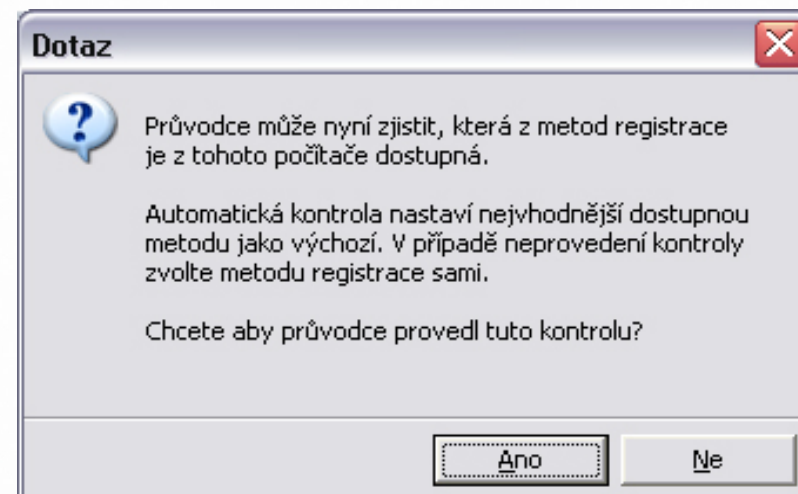 Dotaz
Průvodce může nyní zjistit, která z metod registrace
je z tohoto počítače dostupná.
Automatická kontrola nastaví nejvhodnější dostupnou
metodu jako výchozí. V případě neprovedení kontroly
zvolte metodu registrace sami.
Chcete aby průvodce provedl tuto kontrolu?
Ano
Ne